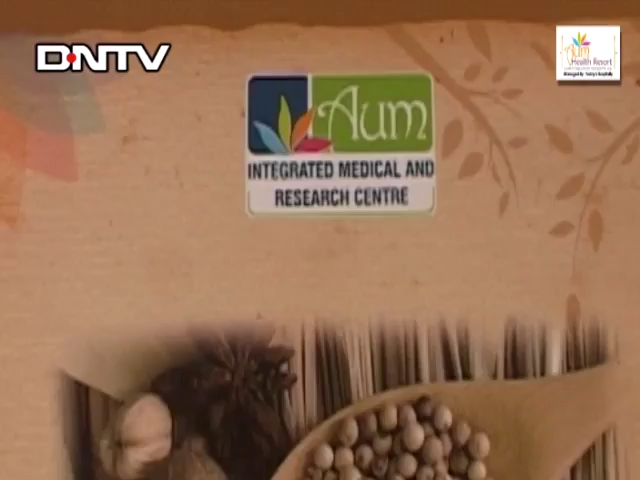 DNTV
Aum
Health Resort
Aum
INTEGRATED MEDICAL AND
RESEARCH CENTRE